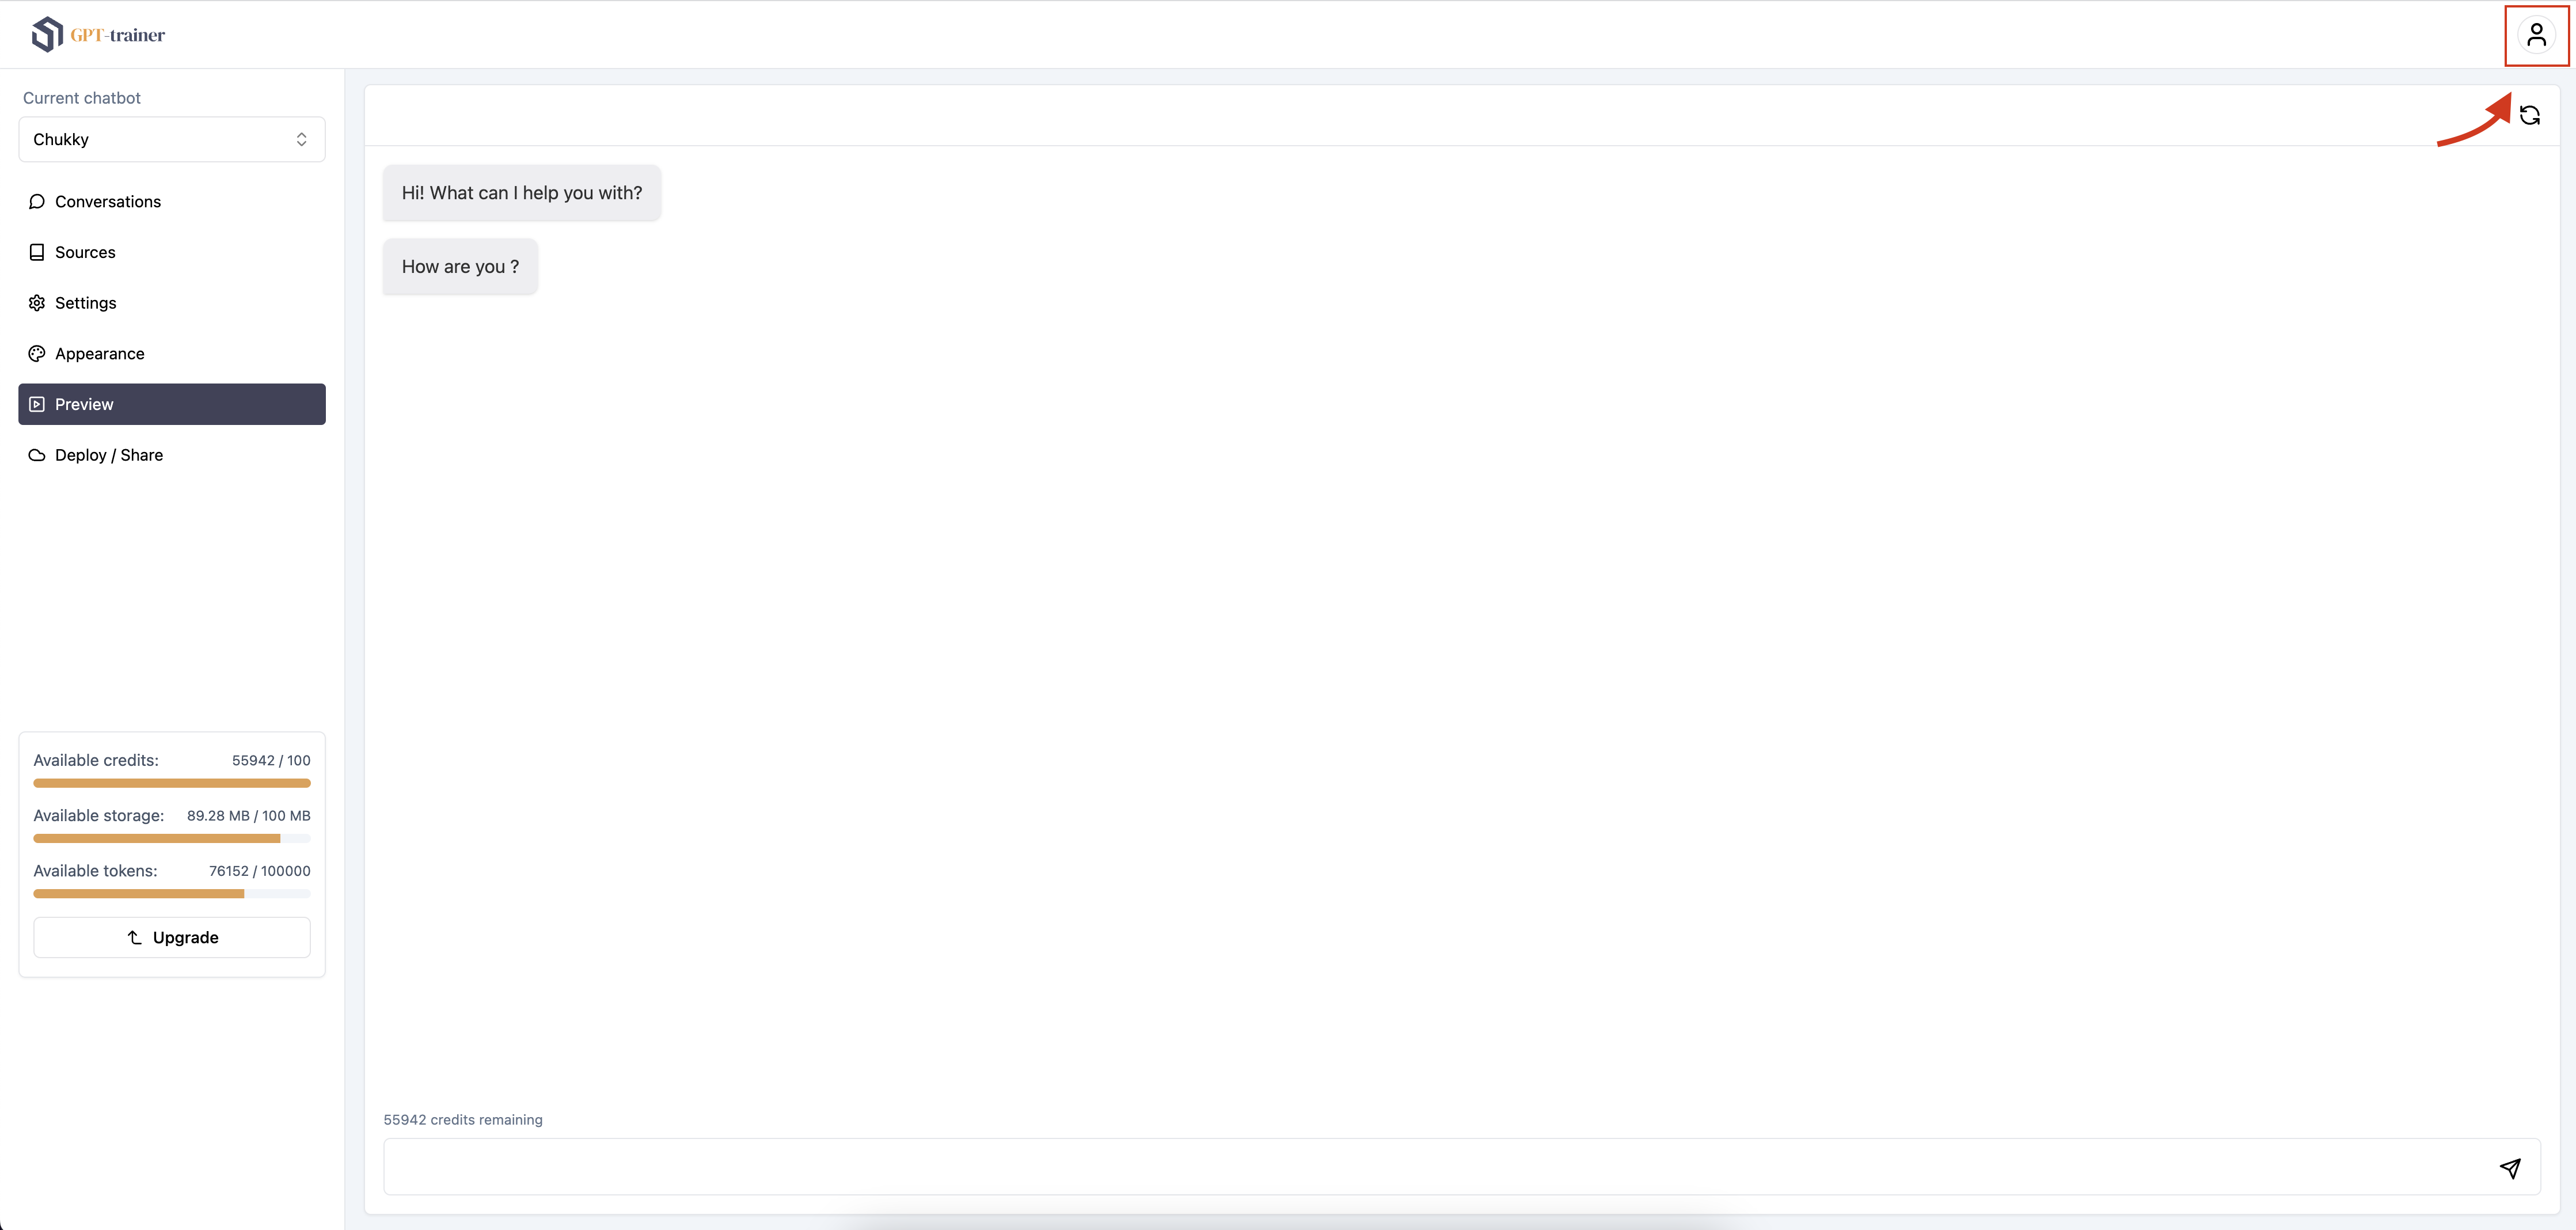 GPT-trainer
Current chatbot
Chukky
Conversations
Sources
Settings
Appearance
Preview
Deploy / Share
Available credits: 55942 / 100
Available storage: 89.28 MB / 100 MB
Available tokens: 76152 / 100000
Upgrade
Hi! What can I help you with?
How are you ?
55942 credits remaining